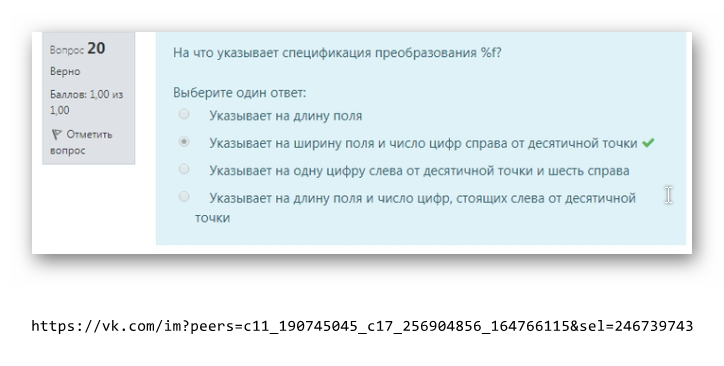 Вопрос 20
Верно
Баллов: 1,00 из
1,00
Отметить
вопрос
На что указывает спецификация преобразования %f?
Выберите один ответ:
Указывает на длину поля
Указывает на ширину поля и число цифр справа от десятичной точки
Указывает на одну цифру слева от десятичной точки и шесть справа
Указывает на длину поля и число цифр, стоящих слева от десятичной
точки
https://vk.com/im?peers=c11_190745045_c17_256904856_164766115&sel=246739743